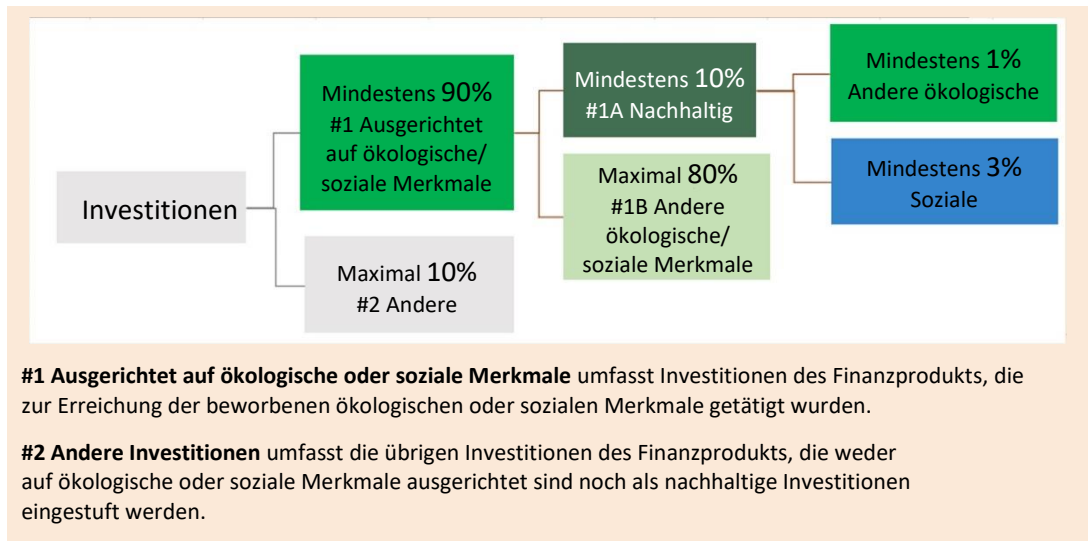 Investitionen
Mindestens 90%
#1 Ausgerichtet
auf ökologische/
soziale Merkmale
Maximal 10%
#2 Andere
Mindestens 10%
#1A Nachhaltig
Maximal 80%
#1B Andere
ökologische/
soziale Merkmale
Mindestens 1%
Andere ökologische
Mindestens 3%
Soziale
#1 Ausgerichtet auf ökologische oder soziale Merkmale umfasst Investitionen des Finanzprodukts, die
zur Erreichung der beworbenen ökologischen oder sozialen Merkmale getätigt wurden.
#2 Andere Investitionen umfasst die übrigen Investitionen des Finanzprodukts, die weder
auf ökologische oder soziale Merkmale ausgerichtet sind noch als nachhaltige Investitionen
eingestuft werden.